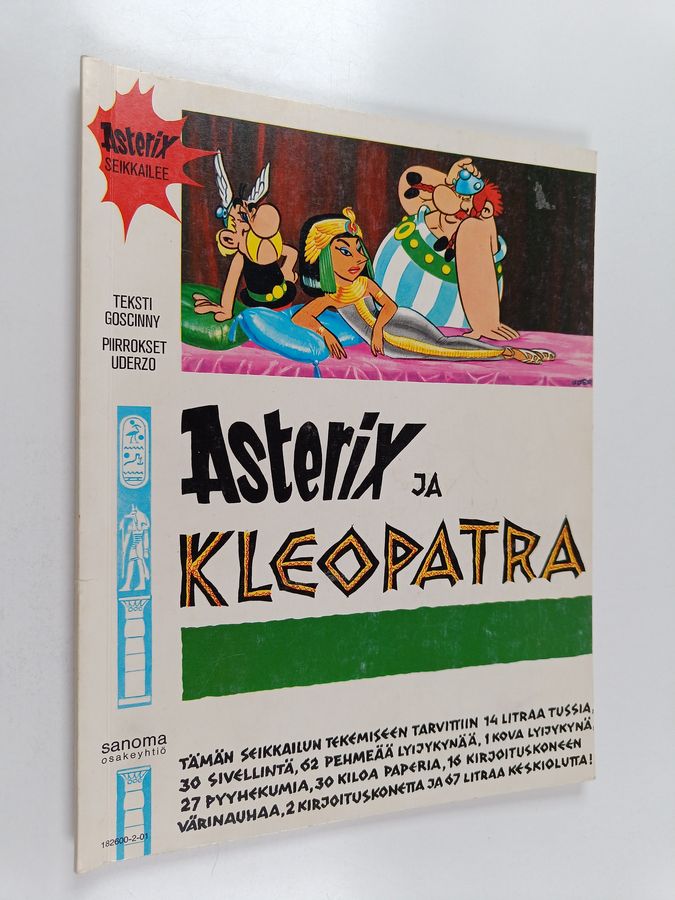 Asterix
SEIKKAILEE
TEKSTI
GOSCINNY
PIIRROKSET
UDERZO
Asterix JA
KLEOPATRA
sanoma
osakeyhtiö
TÄMÄN SEIKKAILUN TEKEMISEEN TARVITTIIN 14 LITRAA TUSSIA,
30 SIVELLINTÄ, 62 PEHMEÄÄ LYIJYKYNÄÄ, 1 KOVA LYIJYKYNÄ,
27 PYYHEKUMIA, 30 KILOA PAPERIA, 16 KIRJOITUSKONEEN
VÄRINAUHAA, 2 KIRJOITUSKONETTA JA 67 LITRAA KESKIOLUTTA!
182600-2-01